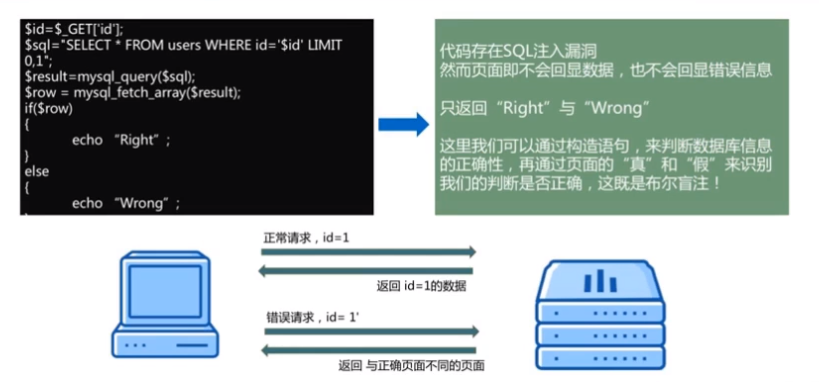 $id=$_GET['id'];
$sql="SELECT * FROM users WHERE id='$id' LIMIT
0,1";
$result=mysql_query($sql);
$row = mysql_fetch_array($result);
if($row)
{
echo “Right”;
}
else
{
echo “Wrong”;
代码存在SQL注入漏洞
然而页面即不会回显数据，也不会回显错误信息
只返回“Right”与“Wrong”
这里我们可以通过构造语句，来判断数据库信息
的正确性，再通过页面的“真”和“假”来识别
我们的判断是否正确，这既是布尔盲注！
正常请求，id=1
返回 id=1的数据
错误请求，id= 1'
返回 与正确页面不同的页面